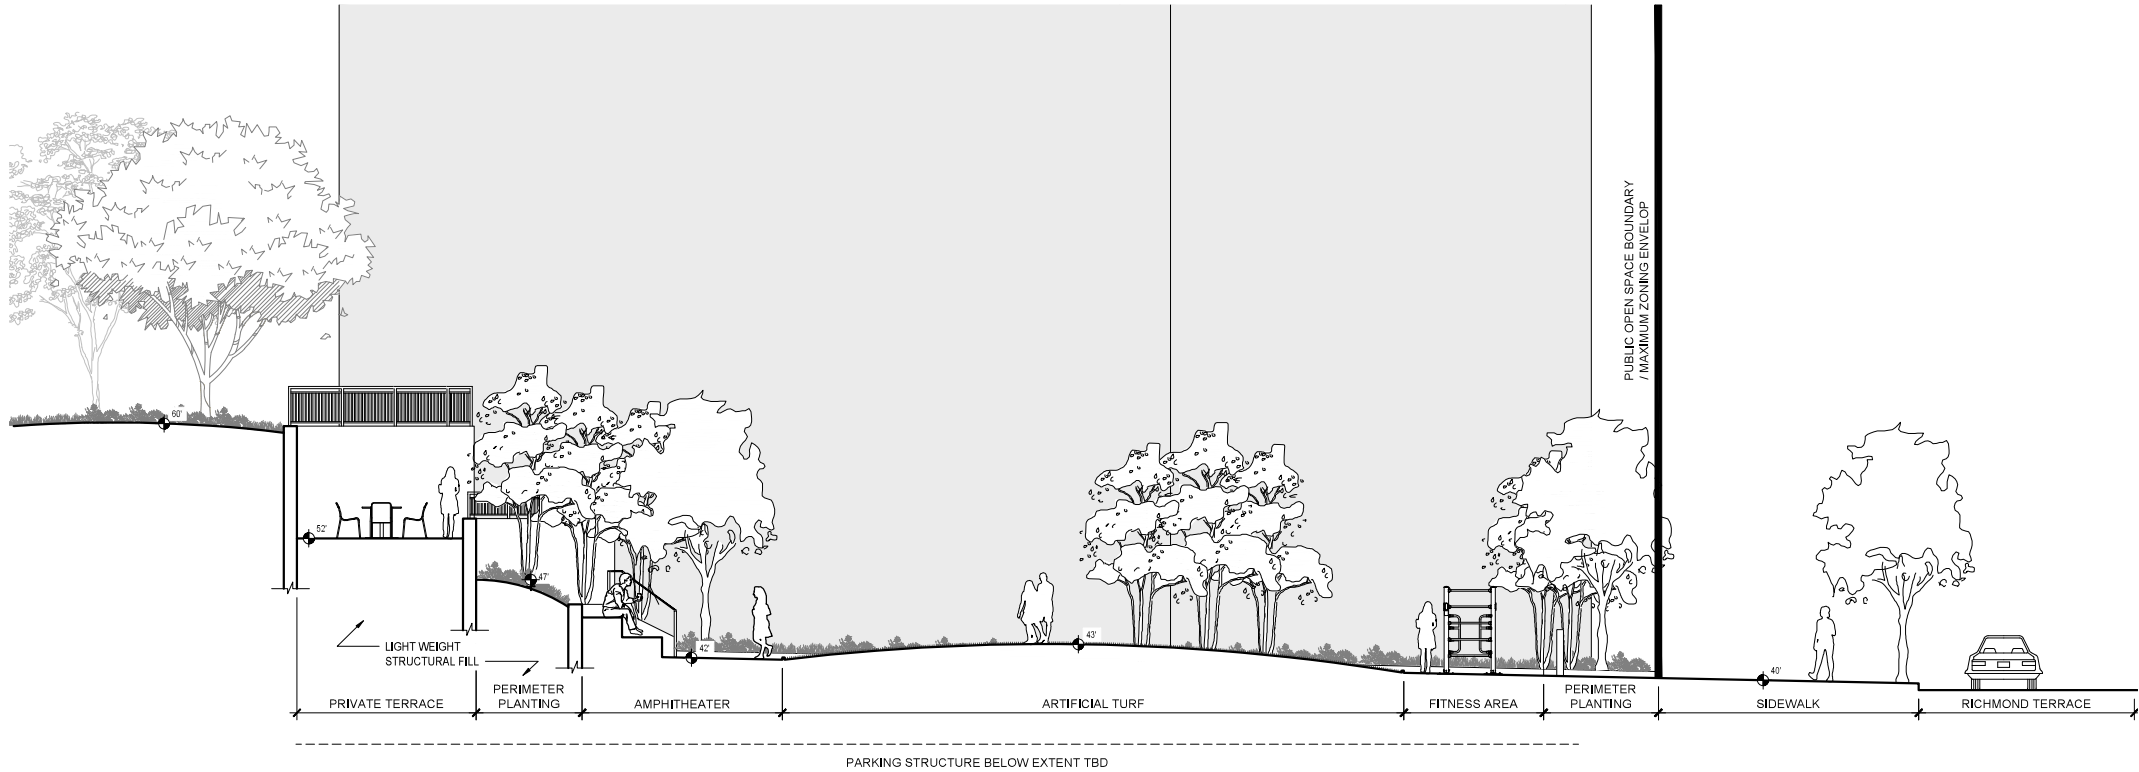 PUBLIC OPEN SPACE BOUNDARY
/ MAXIMUM ZONING ENVELOP
60'
52'
47'
42'
43'
40'
LIGHT WEIGHT
STRUCTURAL FILL
PRIVATE TERRACE
PERIMETER
PLANTING
AMPHITHEATER
ARTIFICIAL TURF
FITNESS AREA
PERIMETER
PLANTING
SIDEWALK
RICHMOND TERRACE
PARKING STRUCTURE BELOW EXTENT TBD